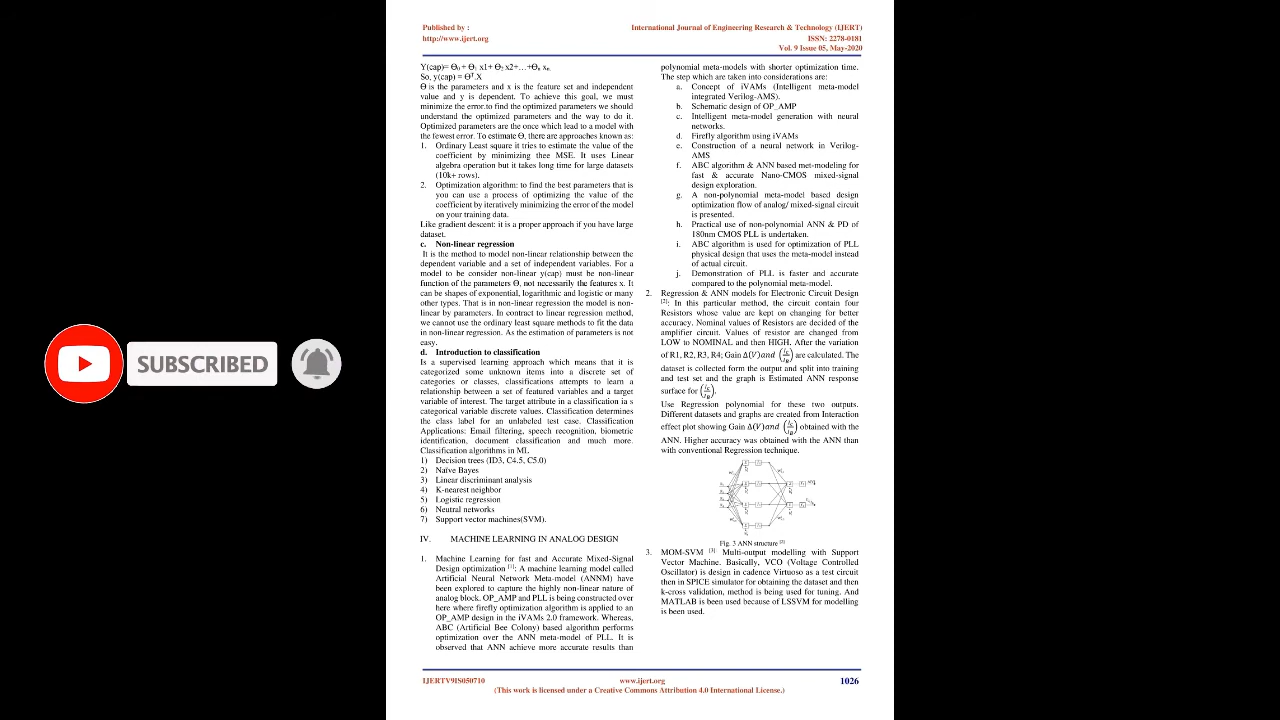 Published by :
http://www.ijert.org
International Journal of Engineering Research & Technology (IJERT)
ISSN: 2278-0181
Vol. 9 Issue 05, May-2020
Y(cap)= Ѳ0 + Ѳ1 x1+ Ѳ2 x2+…+Ѳn xn.
So, y(cap) = ѲT.X
Ѳ is the parameters and x is the feature set and independent
value and y is dependent. To achieve this goal, we must
minimize the error.to find the optimized parameters we should
understand the optimized parameters and the way to do it.
Optimized parameters are the once which lead to a model with
the fewest error. To estimate Ѳ, there are approaches known as:
1. Ordinary Least square it tries to estimate the value of the
coefficient by minimizing thee MSE. It uses Linear
algebra operation but it takes long time for large datasets
(10k+ rows).
2. Optimization algorithm: to find the best parameters that is
you can use a process of optimizing the value of the
coefficient by iteratively minimizing the error of the model
on your training data.
Like gradient descent: it is a proper approach if you have large
dataset.
c. Non-linear regression
It is the method to model non-linear relationship between the
dependent variable and a set of independent variables. For a
model to be consider non-linear y(cap) must be non-linear
function of the parameters Ѳ, not necessarily the features x. It
can be shapes of exponential, logarithmic and logistic or many
other types. That is in non-linear regression the model is non-
linear by parameters. In contract to linear regression method,
we cannot use the ordinary least square methods to fit the data
in non-linear regression. As the estimation of parameters is not
easy.
d. Introduction to classification
Is a supervised learning approach which means that it is
categorized some unknown items into a discrete set of
categories or classes, classifications attempts to learn a
relationship between a set of featured variables and a target
variable of interest. The target attribute in a classification ia s
categorical variable discrete values. Classification determines
the class label for an unlabeled test case. Classification
Applications: Email filtering, speech recognition, biometric
identification, document classification and much more.
Classification algorithms in ML
1) Decision trees (ID3, C4.5, C5.0)
2) Naïve Bayes
3) Linear discriminant analysis
4) K-nearest neighbor
5) Logistic regression
6) Neutral networks
7) Support vector machines(SVM).
IV. MACHINE LEARNING IN ANALOG DESIGN
1. Machine Learning for fast and Accurate Mixed-Signal
Design optimization [1]: A machine learning model called
Artificial Neural Network Meta-model (ANNM) have
been explored to capture the highly non-linear nature of
analog block. OP_AMP and PLL is being constructed over
here where firefly optimization algorithm is applied to an
OP_AMP design in the iVAMs 2.0 framework. Whereas,
ABC (Artificial Bee Colony) based algorithm performs
optimization over the ANN meta-model of PLL. It is
observed that ANN achieve more accurate results than
polynomial meta-models with shorter optimization time.
The step which are taken into considerations are:
a. Concept of iVAMs (Intelligent meta-model
integrated Verilog-AMS).
b. Schematic design of OP_AMP
c. Intelligent meta-model generation with neural
networks.
d. Firefly algorithm using iVAMs
e. Construction of a neural network in Verilog-
AMS
f. ABC algorithm & ANN based met-modeling for
fast & accurate Nano-CMOS mixed-signal
design exploration.
g. A non-polynomial meta-model based design
optimization flow of analog/ mixed-signal circuit
is presented.
h. Practical use of non-polynomial ANN & PD of
180nm CMOS PLL is undertaken.
i. ABC algorithm is used for optimization of PLL
physical design that uses the meta-model instead
of actual circuit.
j. Demonstration of PLL is faster and accurate
compared to the polynomial meta-model.
2. Regression & ANN models for Electronic Circuit Design
[2]: In this particular method, the circuit contain four
Resistors whose value are kept on changing for better
accuracy. Nominal values of Resistors are decided of the
amplifier circuit. Values of resistor are changed from
LOW to NOMINAL and then HIGH. After the variation
of R1, R2, R3, R4; Gain Δ(V)and (IC/IB) are calculated. The
dataset is collected form the output and split into training
and test set and the graph is Estimated ANN response
surface for (IC/IB).
Use Regression polynomial for these two outputs.
Different datasets and graphs are created from Interaction
effect plot showing Gain Δ(V)and (IC/IB) obtained with the
ANN. Higher accuracy was obtained with the ANN than
with conventional Regression technique.
Fig. 3 ANN structure [2]
3. MOM-SVM [3]: Multi-output modelling with Support
Vector Machine. Basically, VCO (Voltage Controlled
Oscillator) is design in cadence Virtuoso as a test circuit
then in SPICE simulator for obtaining the dataset and then
k-cross validation, method is being used for tuning. And
MATLAB is been used because of LSSVM for modelling
is been used.
SUBSCRIBED
IJERTV9IS050710
www.ijert.org
(This work is licensed under a Creative Commons Attribution 4.0 International License.)
1026